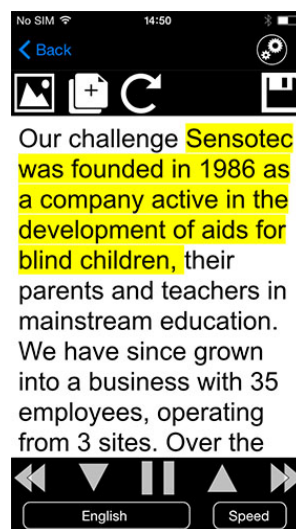 No SIM 14:50
Back
Our challenge Sensotec
was founded in 1986 as
a company active in the
development of aids for
blind children, their
parents and teachers in
mainstream education.
We have since grown
into a business with 35
employees, operating
from 3 sites. Over the
English Speed